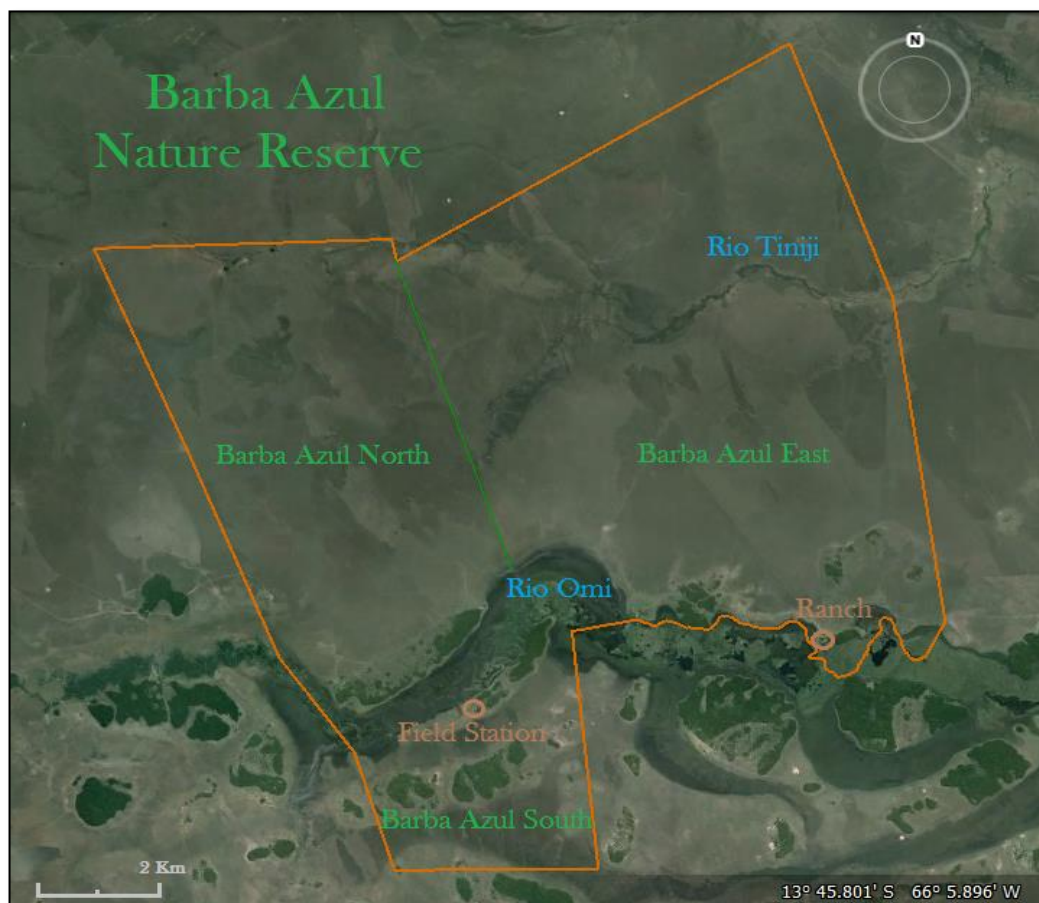 Barba Azul
Nature Reserve
N
Rio Tiniji
Barba Azul North
Barba Azul East
Rio Omi
Ranch
Field Station
Barba Azul South
2 Km
13° 45.801' S 66° 5.896' W